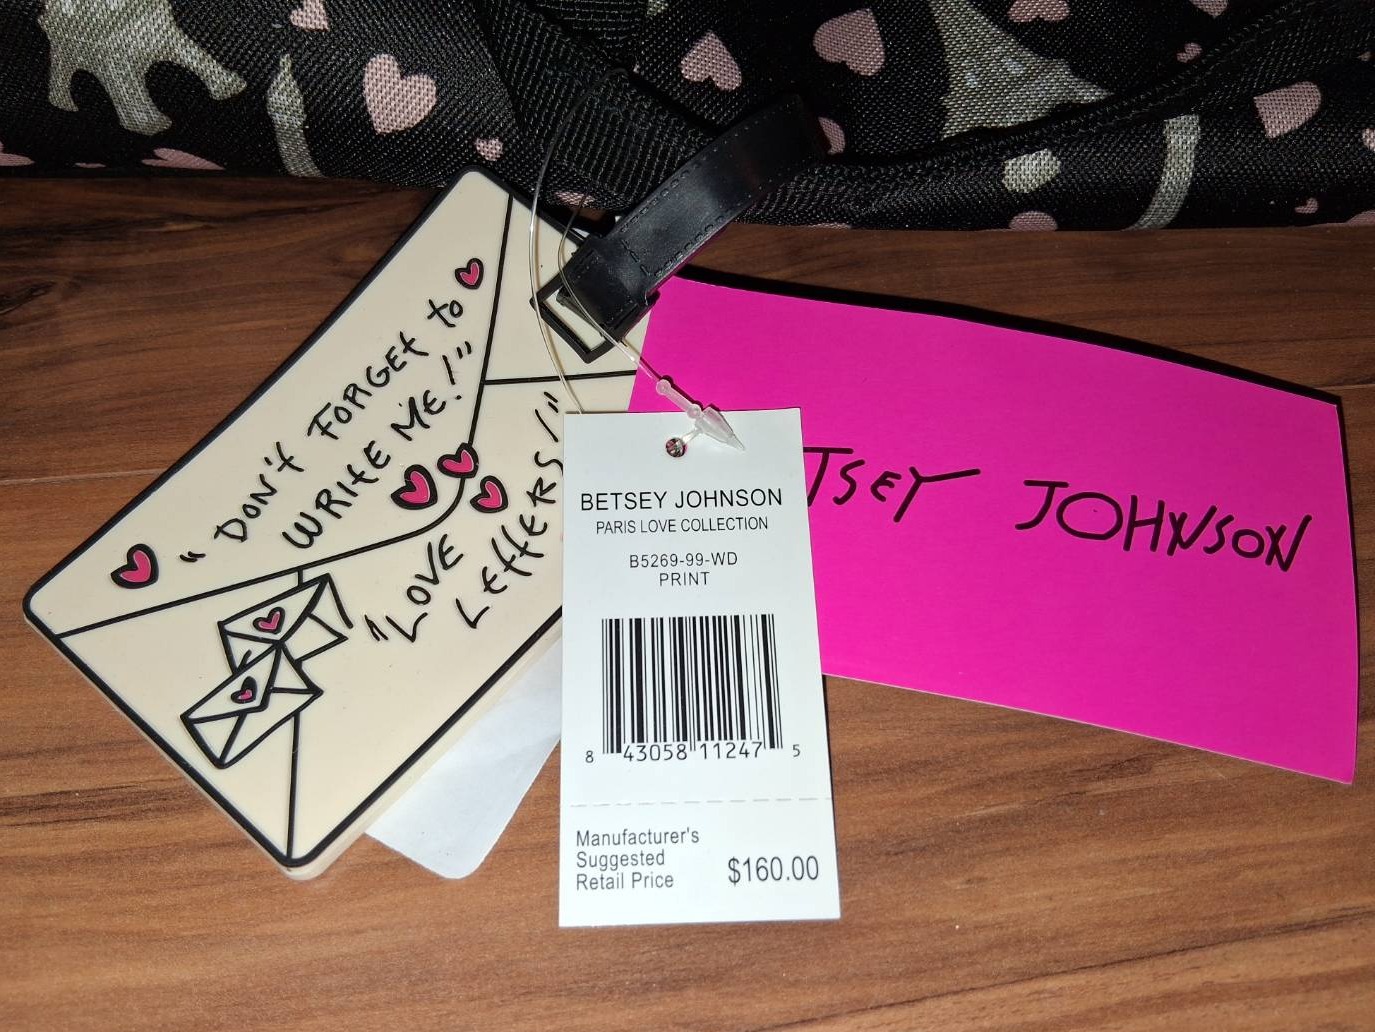 "DON'T FORGET to
WRITE ME!"
"LOVE
LETTERS!"
BETSEY JOHNSON
PARIS LOVE COLLECTION
B5269-99-WD
PRINT
8 43058 11247 5
Manufacturer's
Suggested
Retail Price $160.00
TSEY JOHNSON